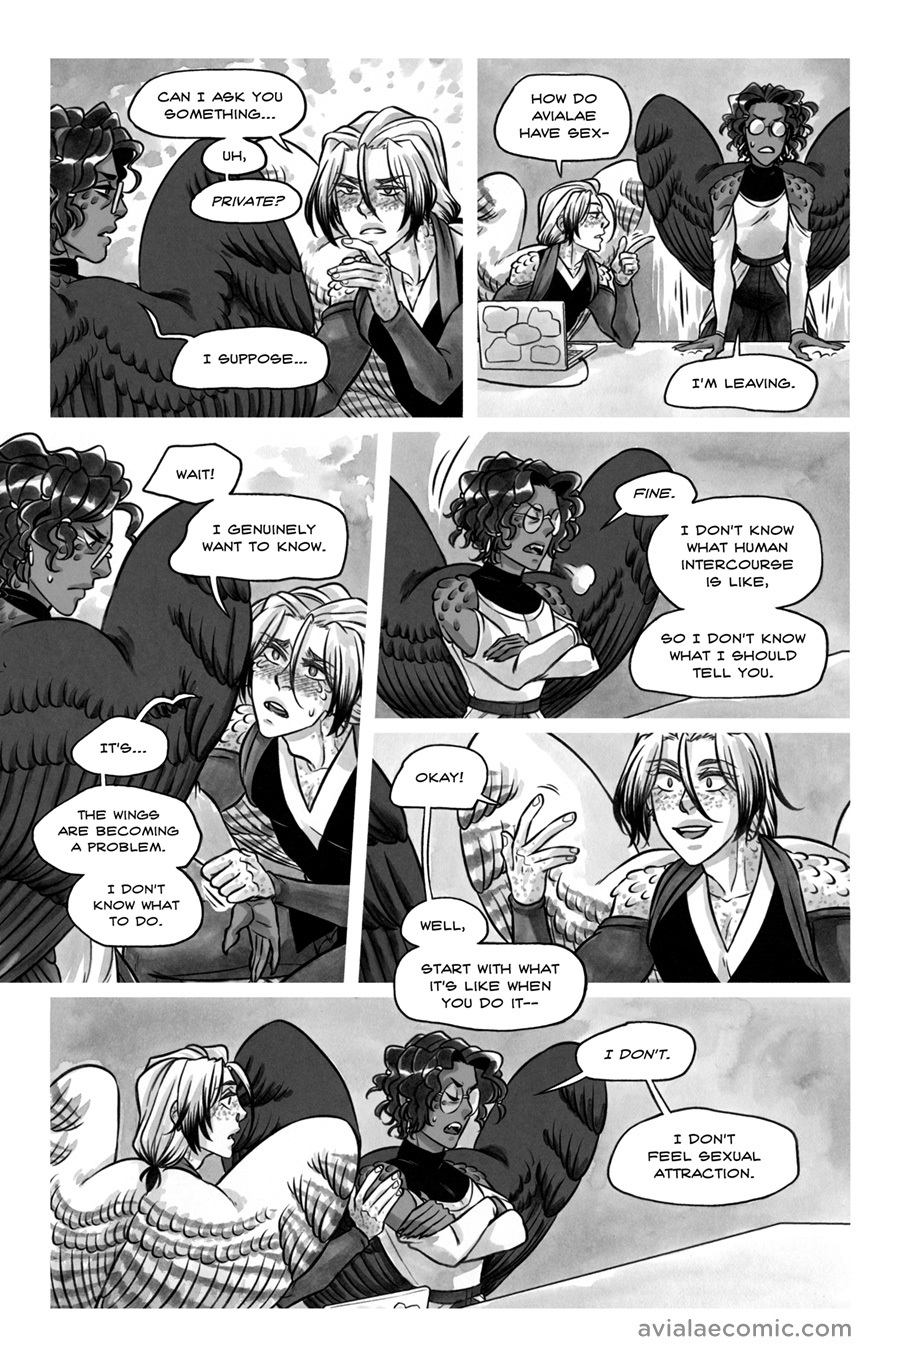 CAN I ASK YOU
SOMETHING...
UH,
PRIVATE?
I SUPPOSE...
HOW DO
AVIALAE
HAVE SEX-
I'M LEAVING.
WAIT!
I GENUINELY
WANT TO KNOW.
IT'S...
THE WINGS
ARE BECOMING
A PROBLEM.
I DON'T
KNOW WHAT
TO DO.
FINE.
I DON'T KNOW
WHAT HUMAN
INTERCOURSE
IS LIKE,
SO I DON'T KNOW
WHAT I SHOULD
TELL YOU.
OKAY!
WELL,
START WITH WHAT
IT'S LIKE WHEN
YOU DO IT--
I DON'T.
I DON'T
FEEL SEXUAL
ATTRACTION.
avialaecomic.com